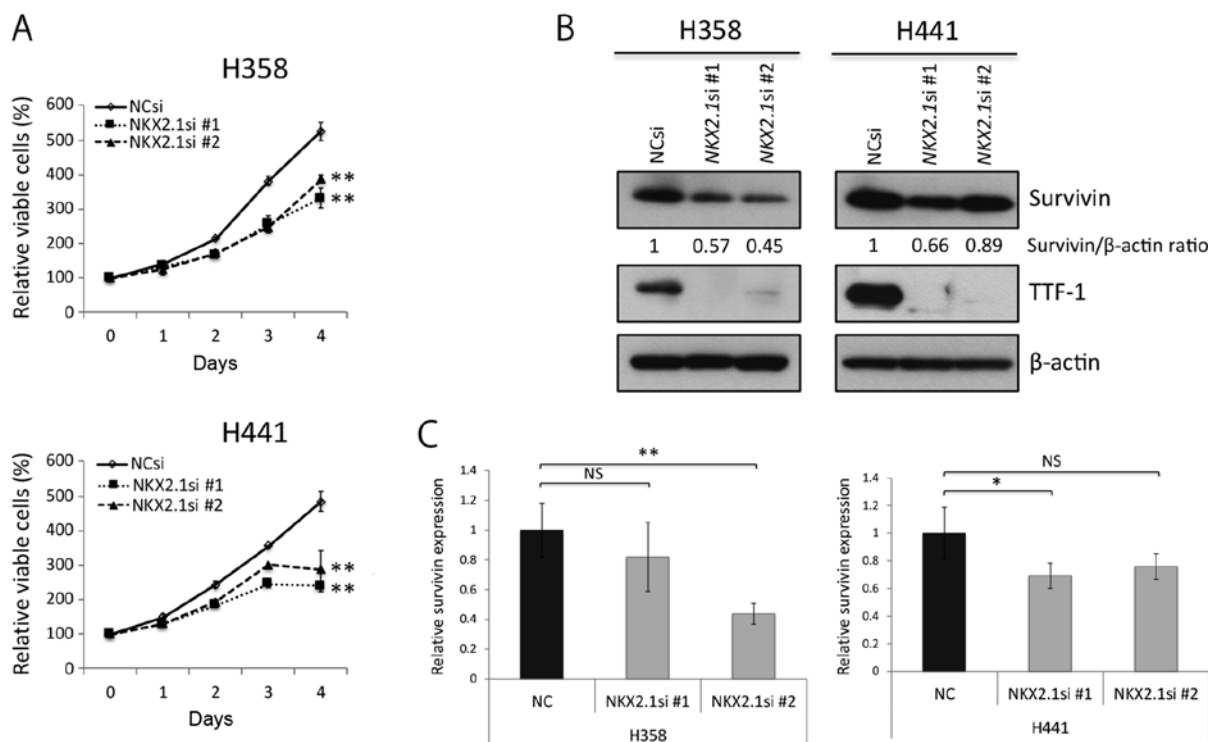 A
H358
NCsi
NKX2.1si #1
NKX2.1si #2
Relative viable cells (%)
600
500
400
300
200
100
0
**
**
0 1 2 3 4
Days
H441
NCsi
NKX2.1si #1
NKX2.1si #2
Relative viable cells (%)
600
500
400
300
200
100
0
**
**
0 1 2 3 4
Days
B
H358 H441
NCsi NKX2.1si #1 NKX2.1si #2 NCsi NKX2.1si #1 NKX2.1si #2
Survivin
1 0.57 0.45 1 0.66 0.89 Survivin/β-actin ratio
TTF-1
β-actin
C
Relative survivin expression
1.4
1.2
1
0.8
0.6
0.4
0.2
0
**
NS
NC NKX2.1si #1 NKX2.1si #2
H358
Relative survivin expression
1.4
1.2
1
0.8
0.6
0.4
0.2
0
NS
*
NC NKX2.1si #1 NKX2.1si #2
H441